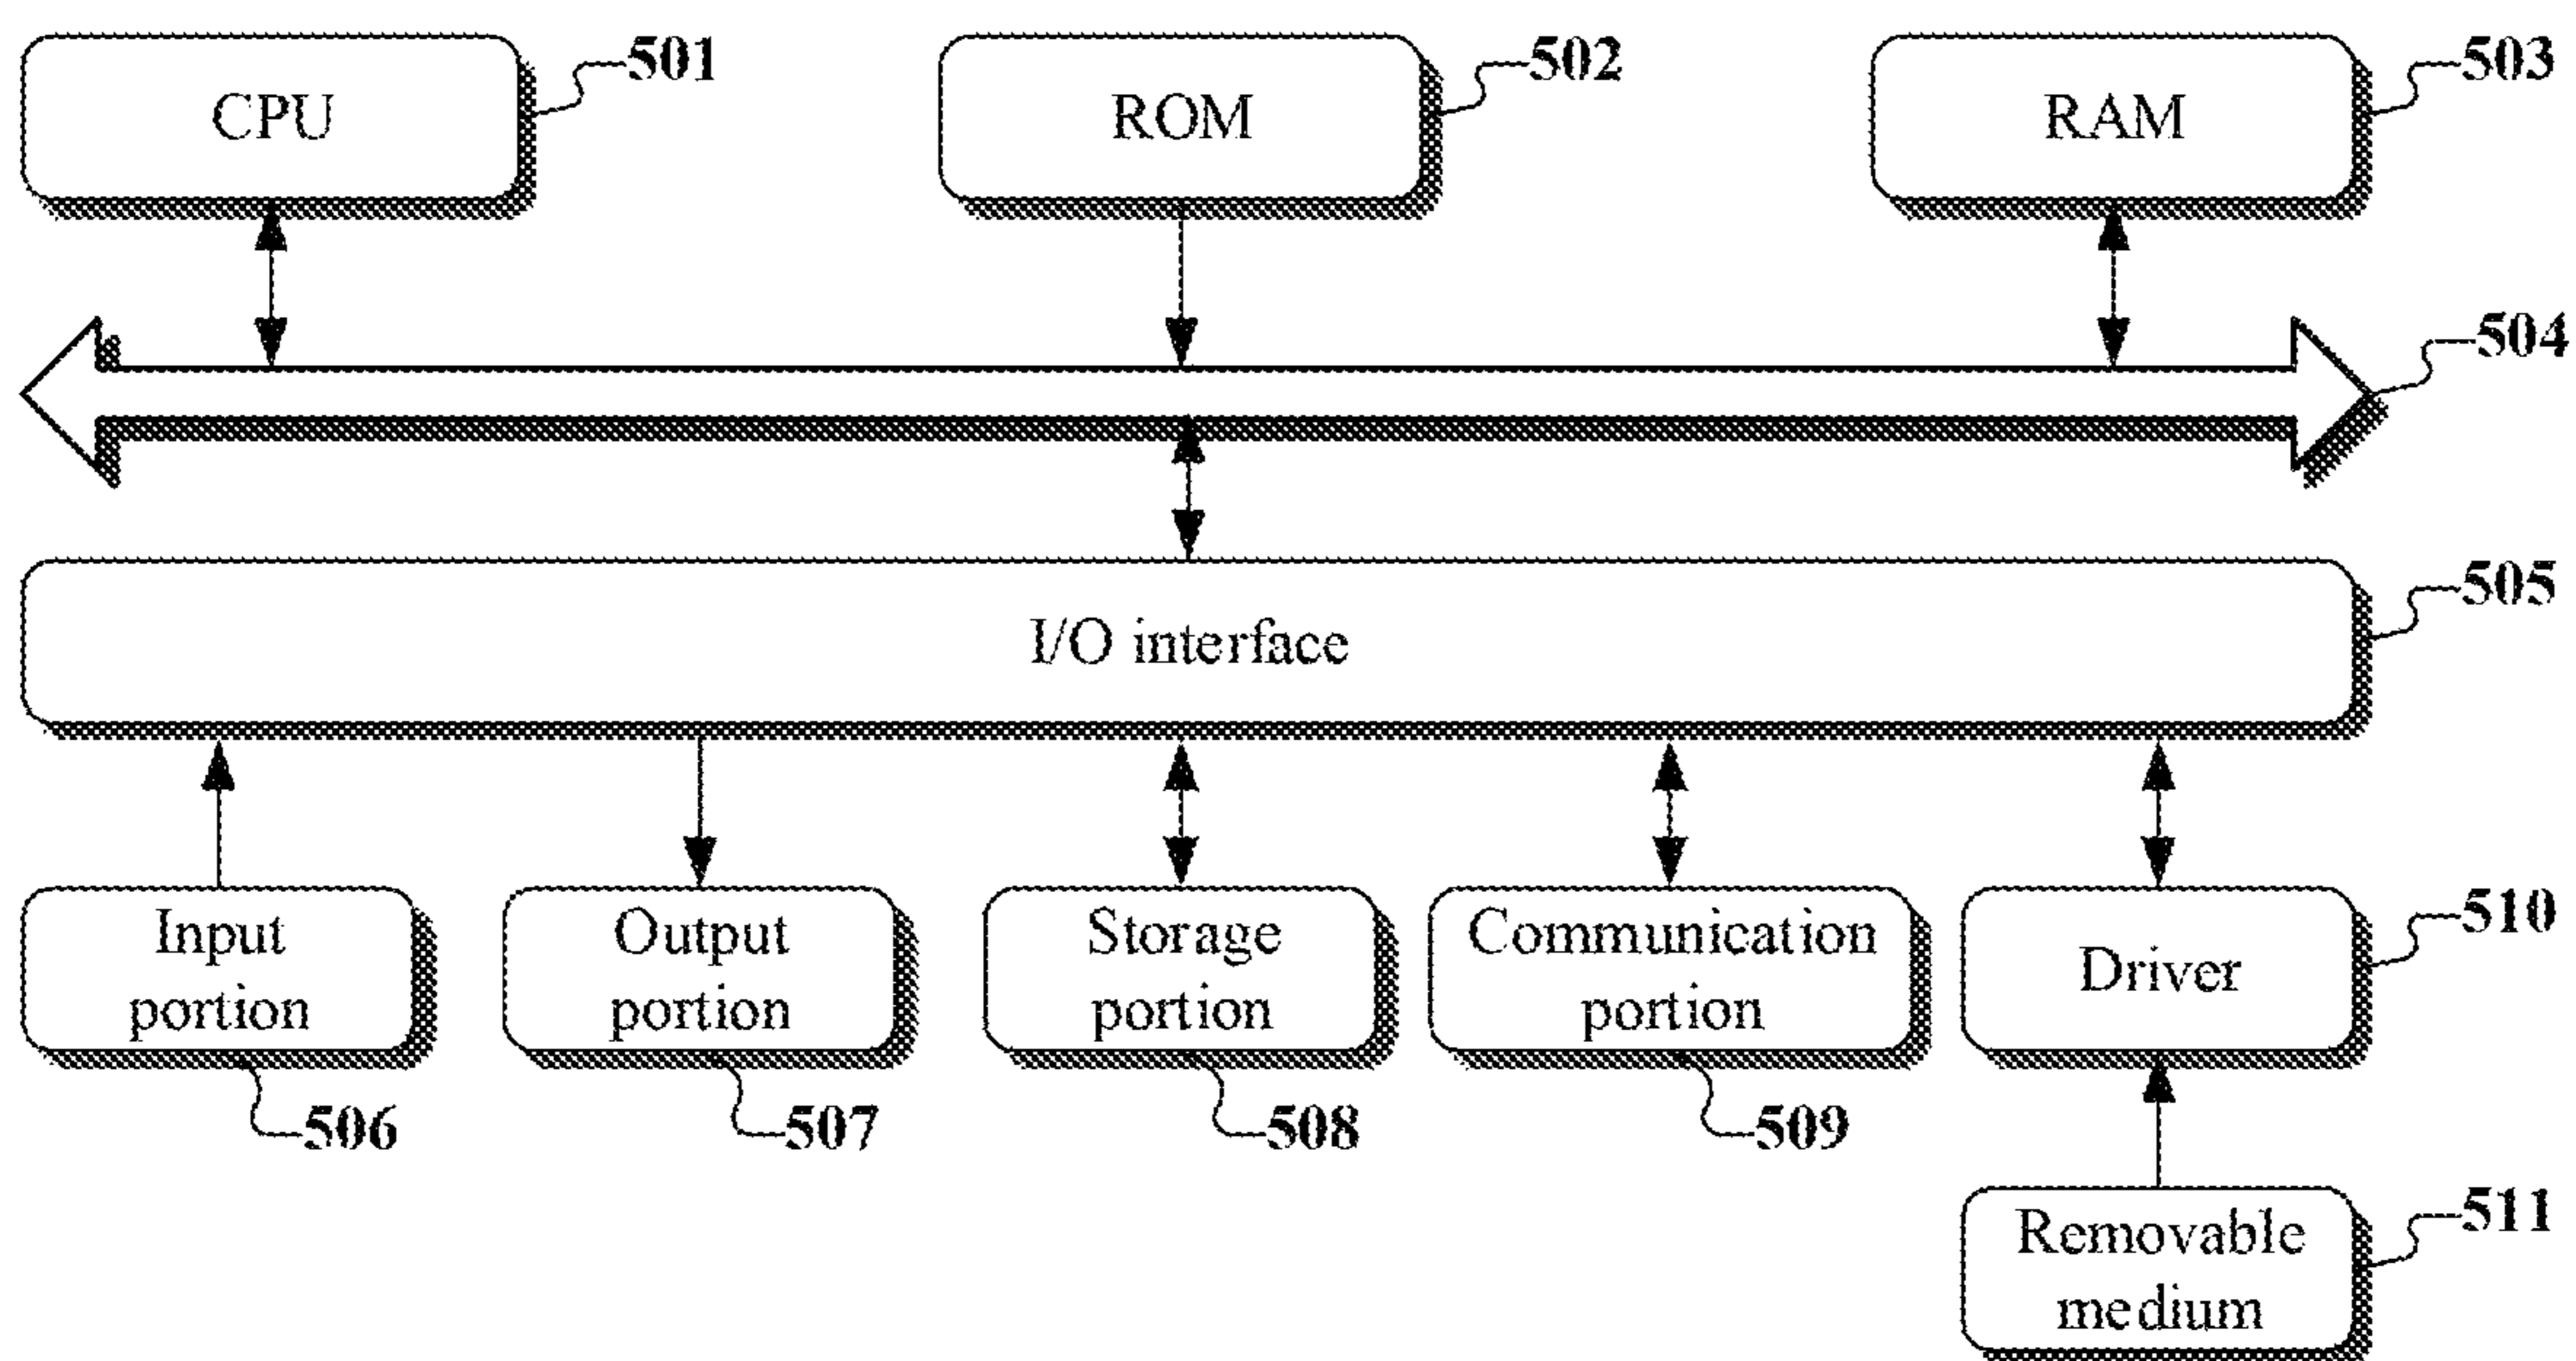 CPU
501
ROM
502
RAM
503
504
I/O interface
505
Input
portion
506
Output
portion
507
Storage
portion
508
Communication
portion
509
Driver
510
Removable
medium
511